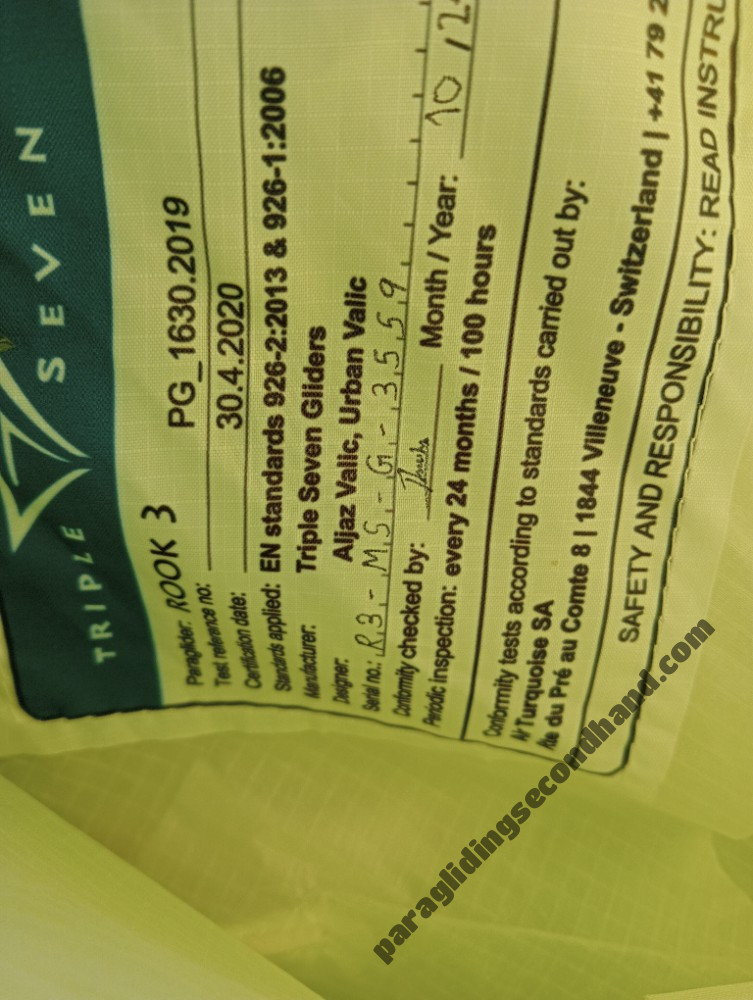 TRIPLE SEVEN
Paraglider: ROOK 3
Test reference no: PG_1630.2019
Certification date: 30.4.2020
Standards applied: EN standards 926-2:2013 & 926-1:2006
Manufacturer: Triple Seven Gliders
Designer: Aljaz Valic, Urban Valic
Serial no.: R3-MS-G-3559
Conformity checked by: Month / Year: 10 / 2
Periodic inspection: every 24 months / 100 hours
Conformity tests according to standards carried out by:
Air Turquoise SA
Rte du Pré au Comte 8 | 1844 Villeneuve - Switzerland | +41 79 2
SAFETY AND RESPONSIBILITY: READ INSTRU
paraglidingsecondhand.com